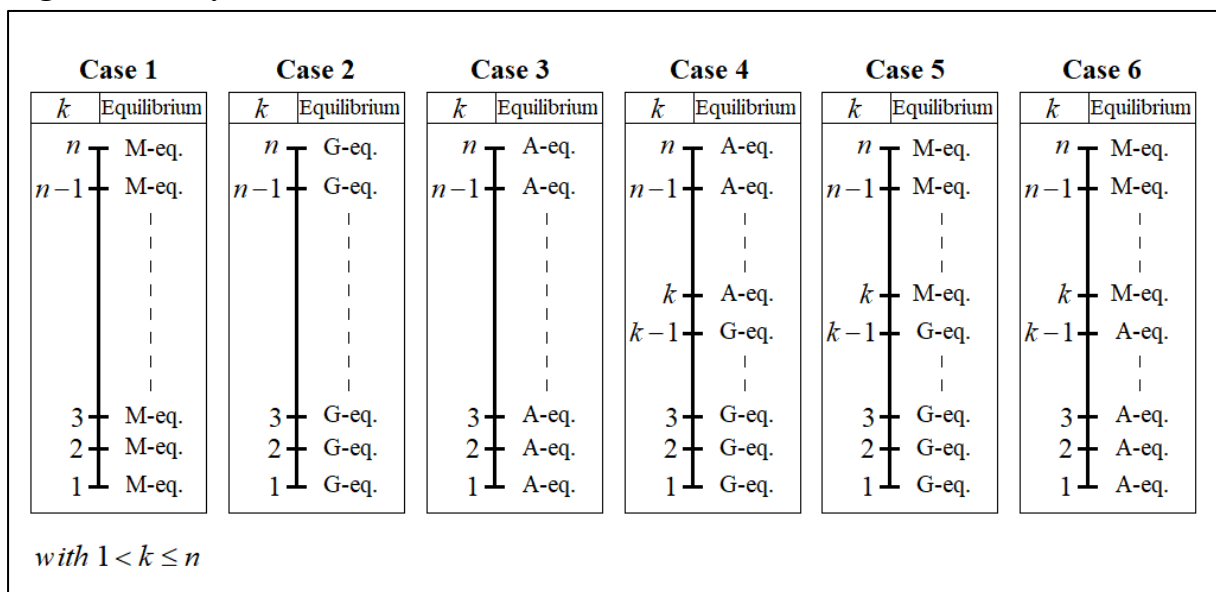 Case 1 Case 2 Case 3 Case 4 Case 5 Case 6
k Equilibrium k Equilibrium k Equilibrium k Equilibrium k Equilibrium k Equilibrium
n M-eq. n G-eq. n A-eq. n A-eq. n M-eq. n M-eq.
n−1 M-eq. n−1 G-eq. n−1 A-eq. n−1 A-eq. n−1 M-eq. n−1 M-eq.
k A-eq. k M-eq. k M-eq.
k−1 G-eq. k−1 G-eq. k−1 A-eq.
3 M-eq. 3 G-eq. 3 A-eq. 3 G-eq. 3 G-eq. 3 A-eq.
2 M-eq. 2 G-eq. 2 A-eq. 2 G-eq. 2 G-eq. 2 A-eq.
1 M-eq. 1 G-eq. 1 A-eq. 1 G-eq. 1 G-eq. 1 A-eq.
with 1 < k ≤ n